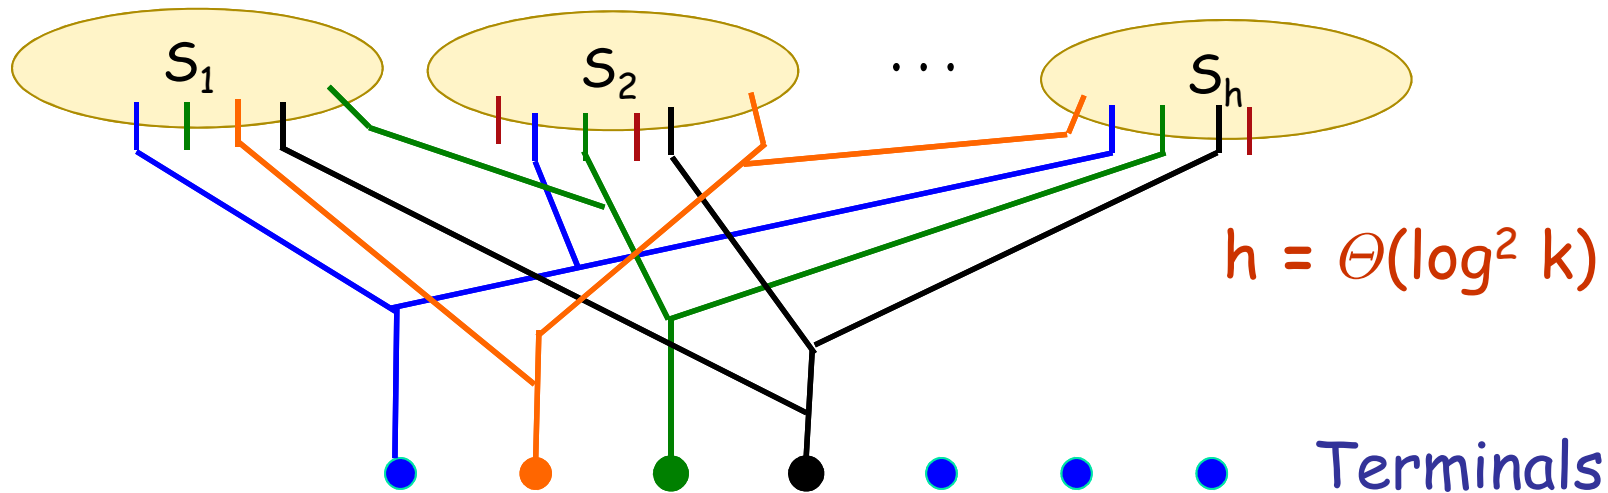 S₁ S₂ ... Sₕ
h = Θ(log² k)
Terminals